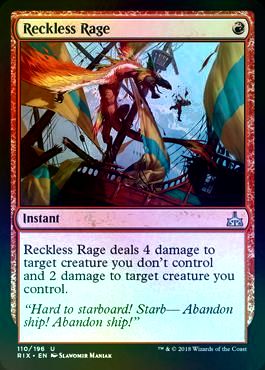 Reckless Rage
Instant
Reckless Rage deals 4 damage to
target creature you don't control
and 2 damage to target creature you
control.
"Hard to starboard! Starb— Abandon
ship! Abandon ship!"
110/196 U
RIX • EN SLAWOMIR MANIAK
™ & © 2018 Wizards of the Coast